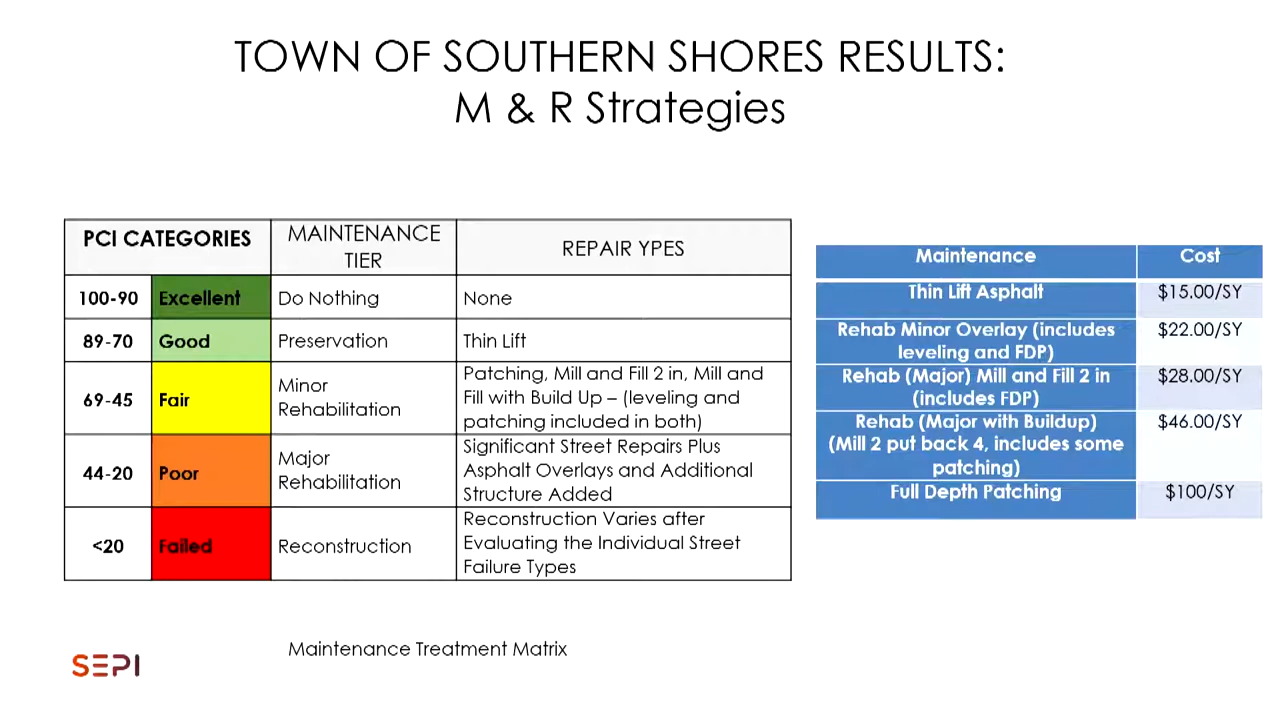 TOWN OF SOUTHERN SHORES RESULTS:
M & R Strategies
PCI CATEGORIES
MAINTENANCE
TIER
REPAIR YPES
100-90
Excellent
Do Nothing
None
89-70
Good
Preservation
Thin Lift
69-45
Fair
Minor
Rehabilitation
Patching, Mill and Fill 2 in, Mill and
Fill with Build Up – (leveling and
patching included in both)
44-20
Poor
Major
Rehabilitation
Significant Street Repairs Plus
Asphalt Overlays and Additional
Structure Added
<20
Failed
Reconstruction
Reconstruction Varies after
Evaluating the Individual Street
Failure Types
Maintenance
Cost
Thin Lift Asphalt
$15.00/SY
Rehab Minor Overlay (includes
leveling and FDP)
$22.00/SY
Rehab (Major) Mill and Fill 2 in
(includes FDP)
$28.00/SY
Rehab (Major with Buildup)
(Mill 2 put back 4, includes some
patching)
$46.00/SY
Full Depth Patching
$100/SY
Maintenance Treatment Matrix
SEPI